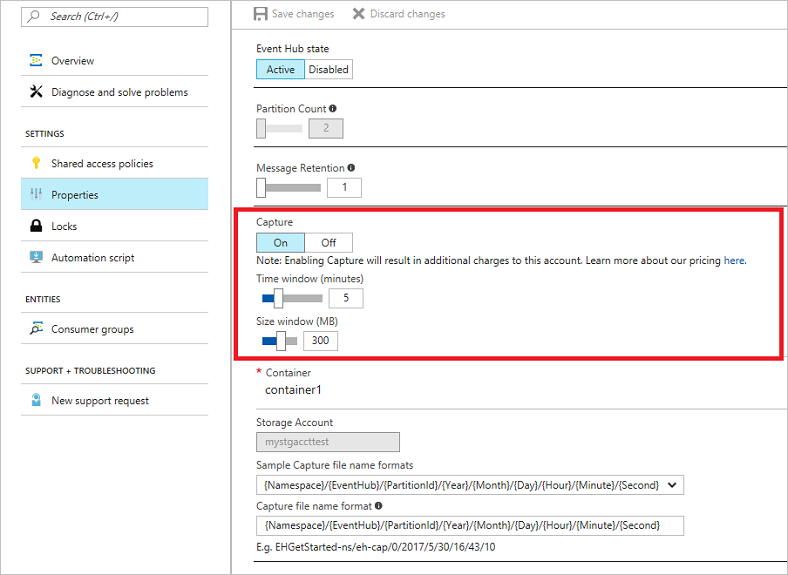 Search (Ctrl+/)
Overview
Diagnose and solve problems
SETTINGS
Shared access policies
Properties
Locks
Automation script
ENTITIES
Consumer groups
SUPPORT + TROUBLESHOOTING
New support request
Save changes Discard changes
Event Hub state
Active Disabled
Partition Count
2
Message Retention
1
Capture
On Off
Note: Enabling Capture will result in additional charges to this account. Learn more about our pricing here.
Time window (minutes)
5
Size window (MB)
300
* Container
container1
Storage Account
mystgaccttest
Sample Capture file name formats
{Namespace}/{EventHub}/{PartitionId}/{Year}/{Month}/{Day}/{Hour}/{Minute}/{Second}
Capture file name format
{Namespace}/{EventHub}/{PartitionId}/{Year}/{Month}/{Day}/{Hour}/{Minute}/{Second}
E.g. EHGetStarted-ns/eh-cap/0/2017/5/30/16/43/10